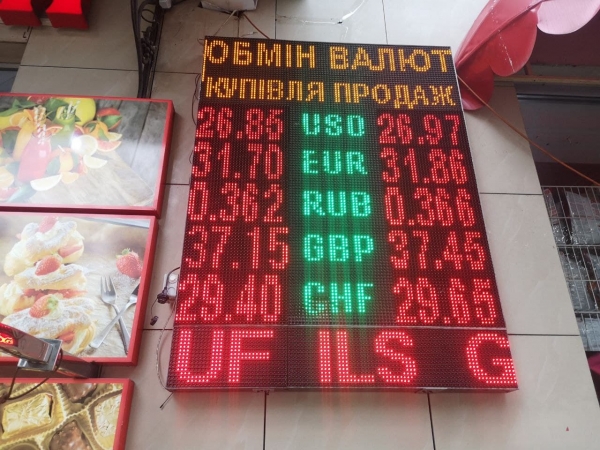 ОБМІН ВАЛЮТ
КУПІВЛЯ ПРОДАЖ
26.85 USD 26.97
31.70 EUR 31.86
0.362 RUB 0.366
37.15 GBP 37.45
29.40 CHF 29.65
UF ILS G